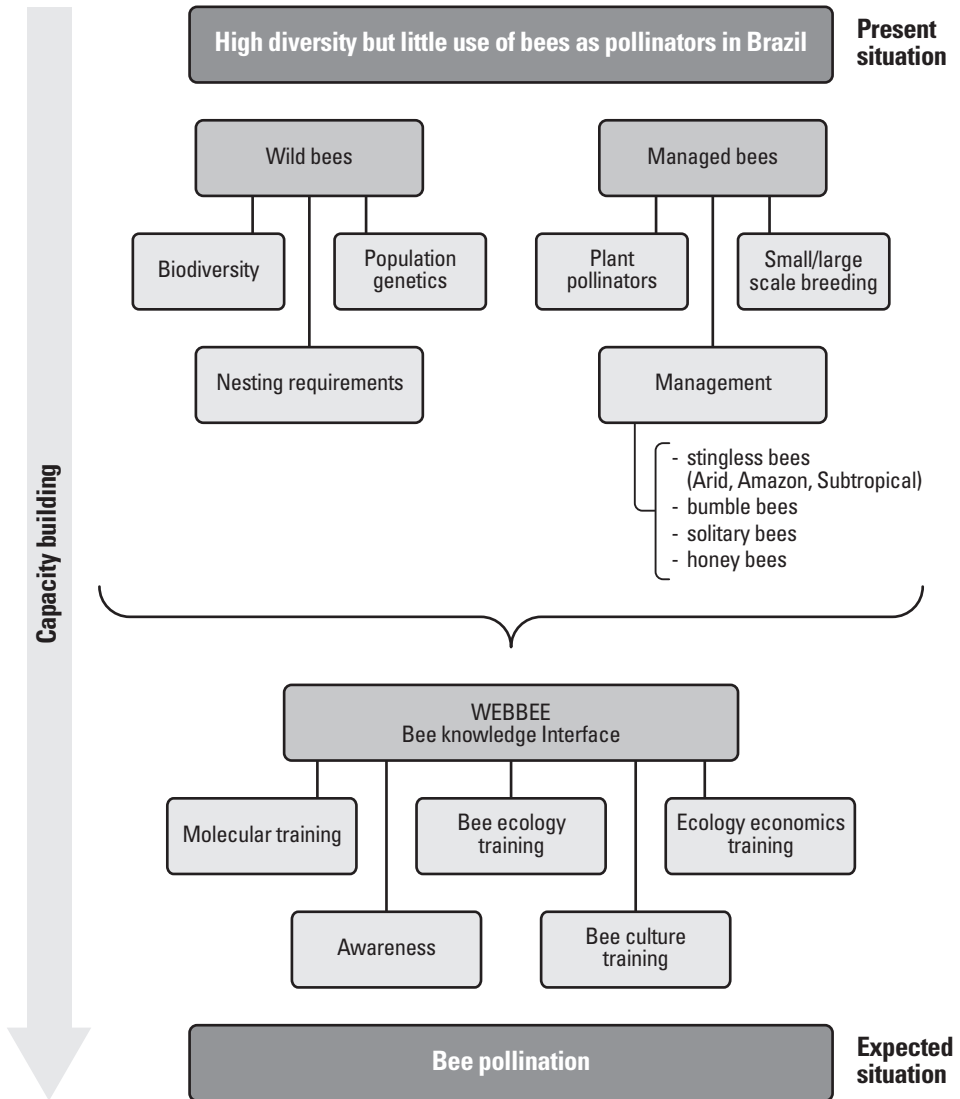 High diversity but little use of bees as pollinators in Brazil
Present
situation
Wild bees
Managed bees
Biodiversity
Population
genetics
Plant
pollinators
Small/large
scale breeding
Nesting requirements
Management
- stingless bees
(Arid, Amazon, Subtropical)
- bumble bees
- solitary bees
- honey bees
Capacity building
WEBBEE
Bee knowledge Interface
Molecular training
Bee ecology
training
Ecology economics
training
Awareness
Bee culture
training
Bee pollination
Expected
situation